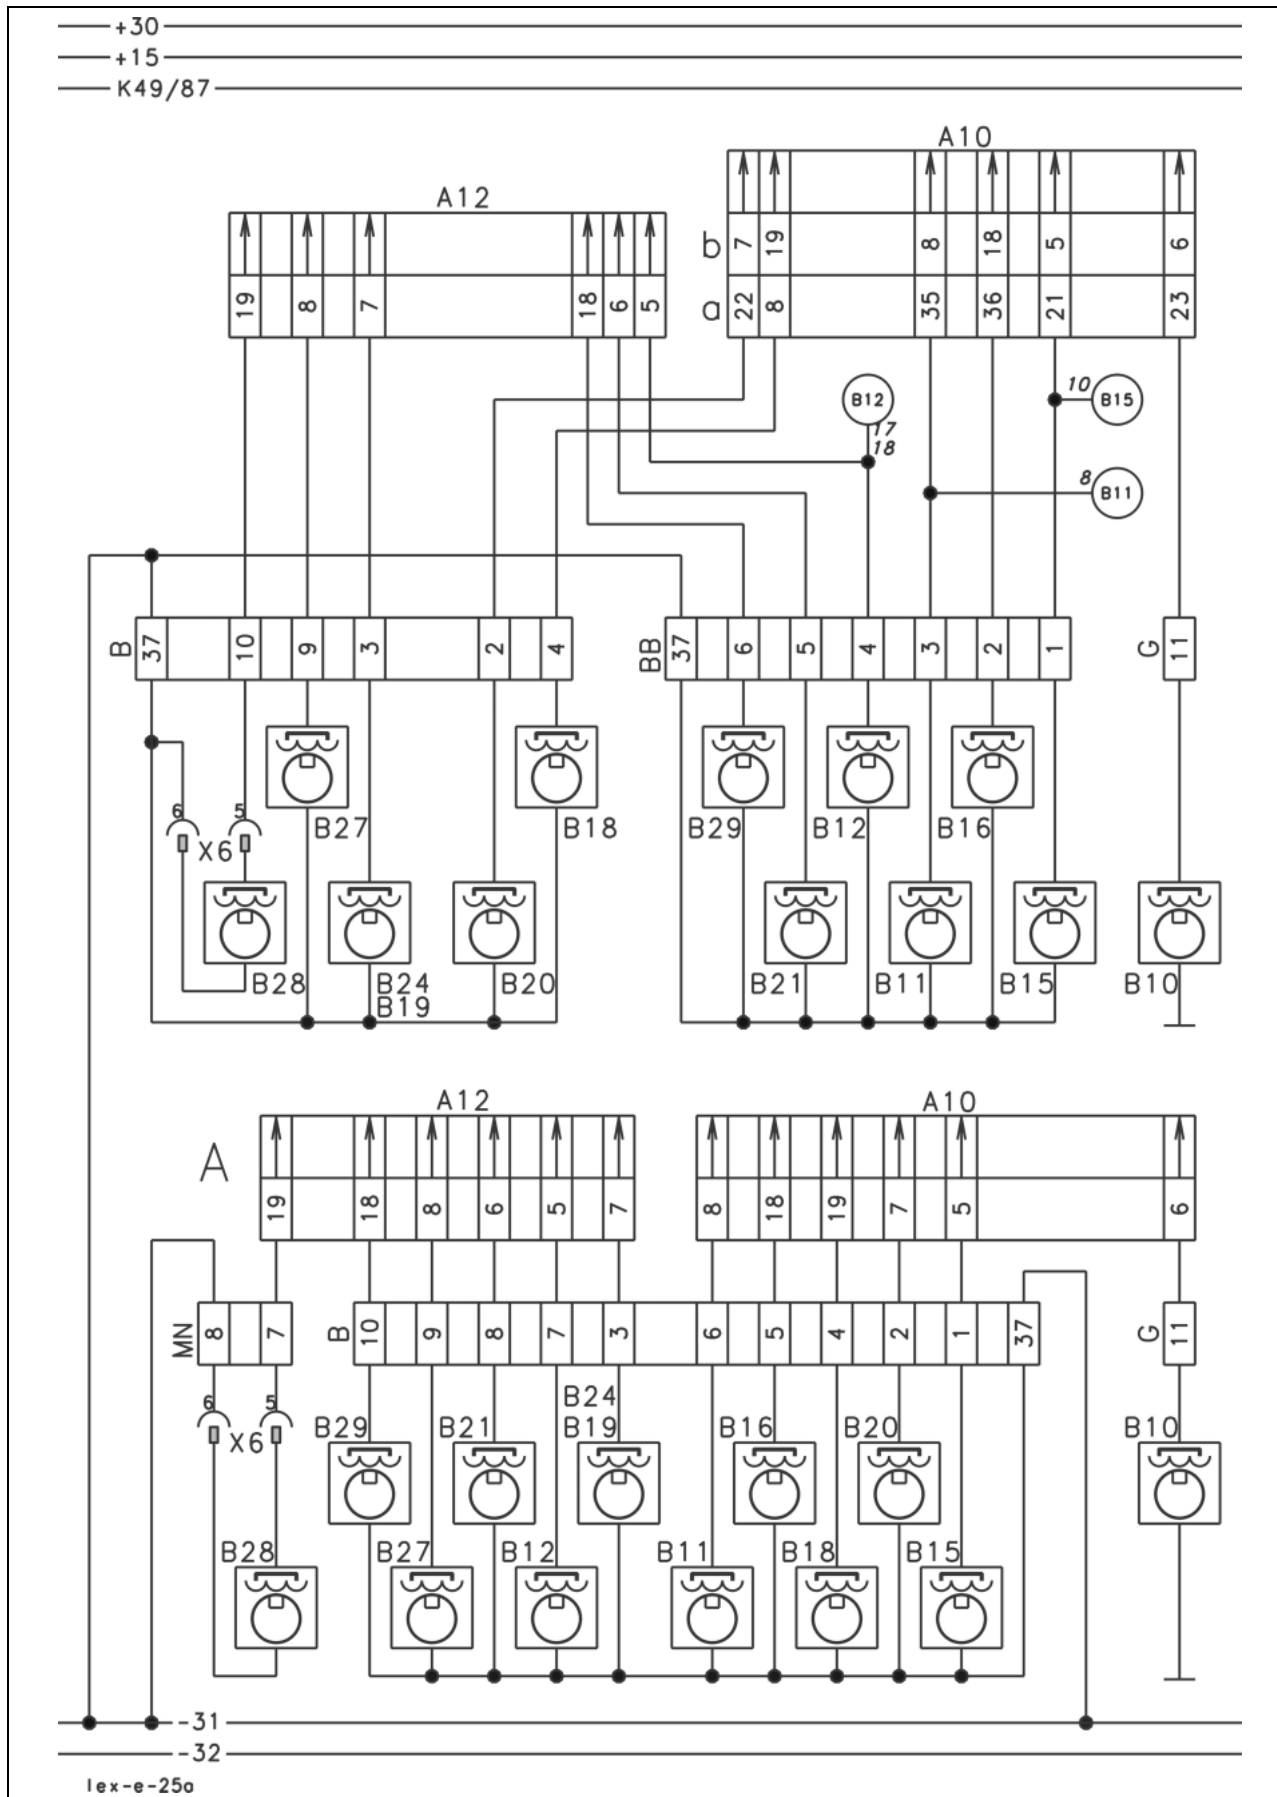 +30
+15
K49/87
A10
A12
b 7 19 8 18 5 6
19 8 7 18 6 5
a 22 8 35 36 21 23
B12 10 B15
17
18
8 B11
B 37 10 9 3 2 4
BB 37 6 5 4 3 2 1
G 11
6 5
X6
B27 B18 B29 B12 B16
B28 B24 B20 B21 B11 B15 B10
B19
A12 A10
A
19 18 8 6 5 7 8 18 19 7 5 6
MN 8 7
B 10 9 8 7 3 6 5 4 2 1 37
G 11
6 5
X6
B24
B29 B21 B19 B16 B20 B10
B28 B27 B12 B11 B18 B15
-31
-32
lex-e-25a